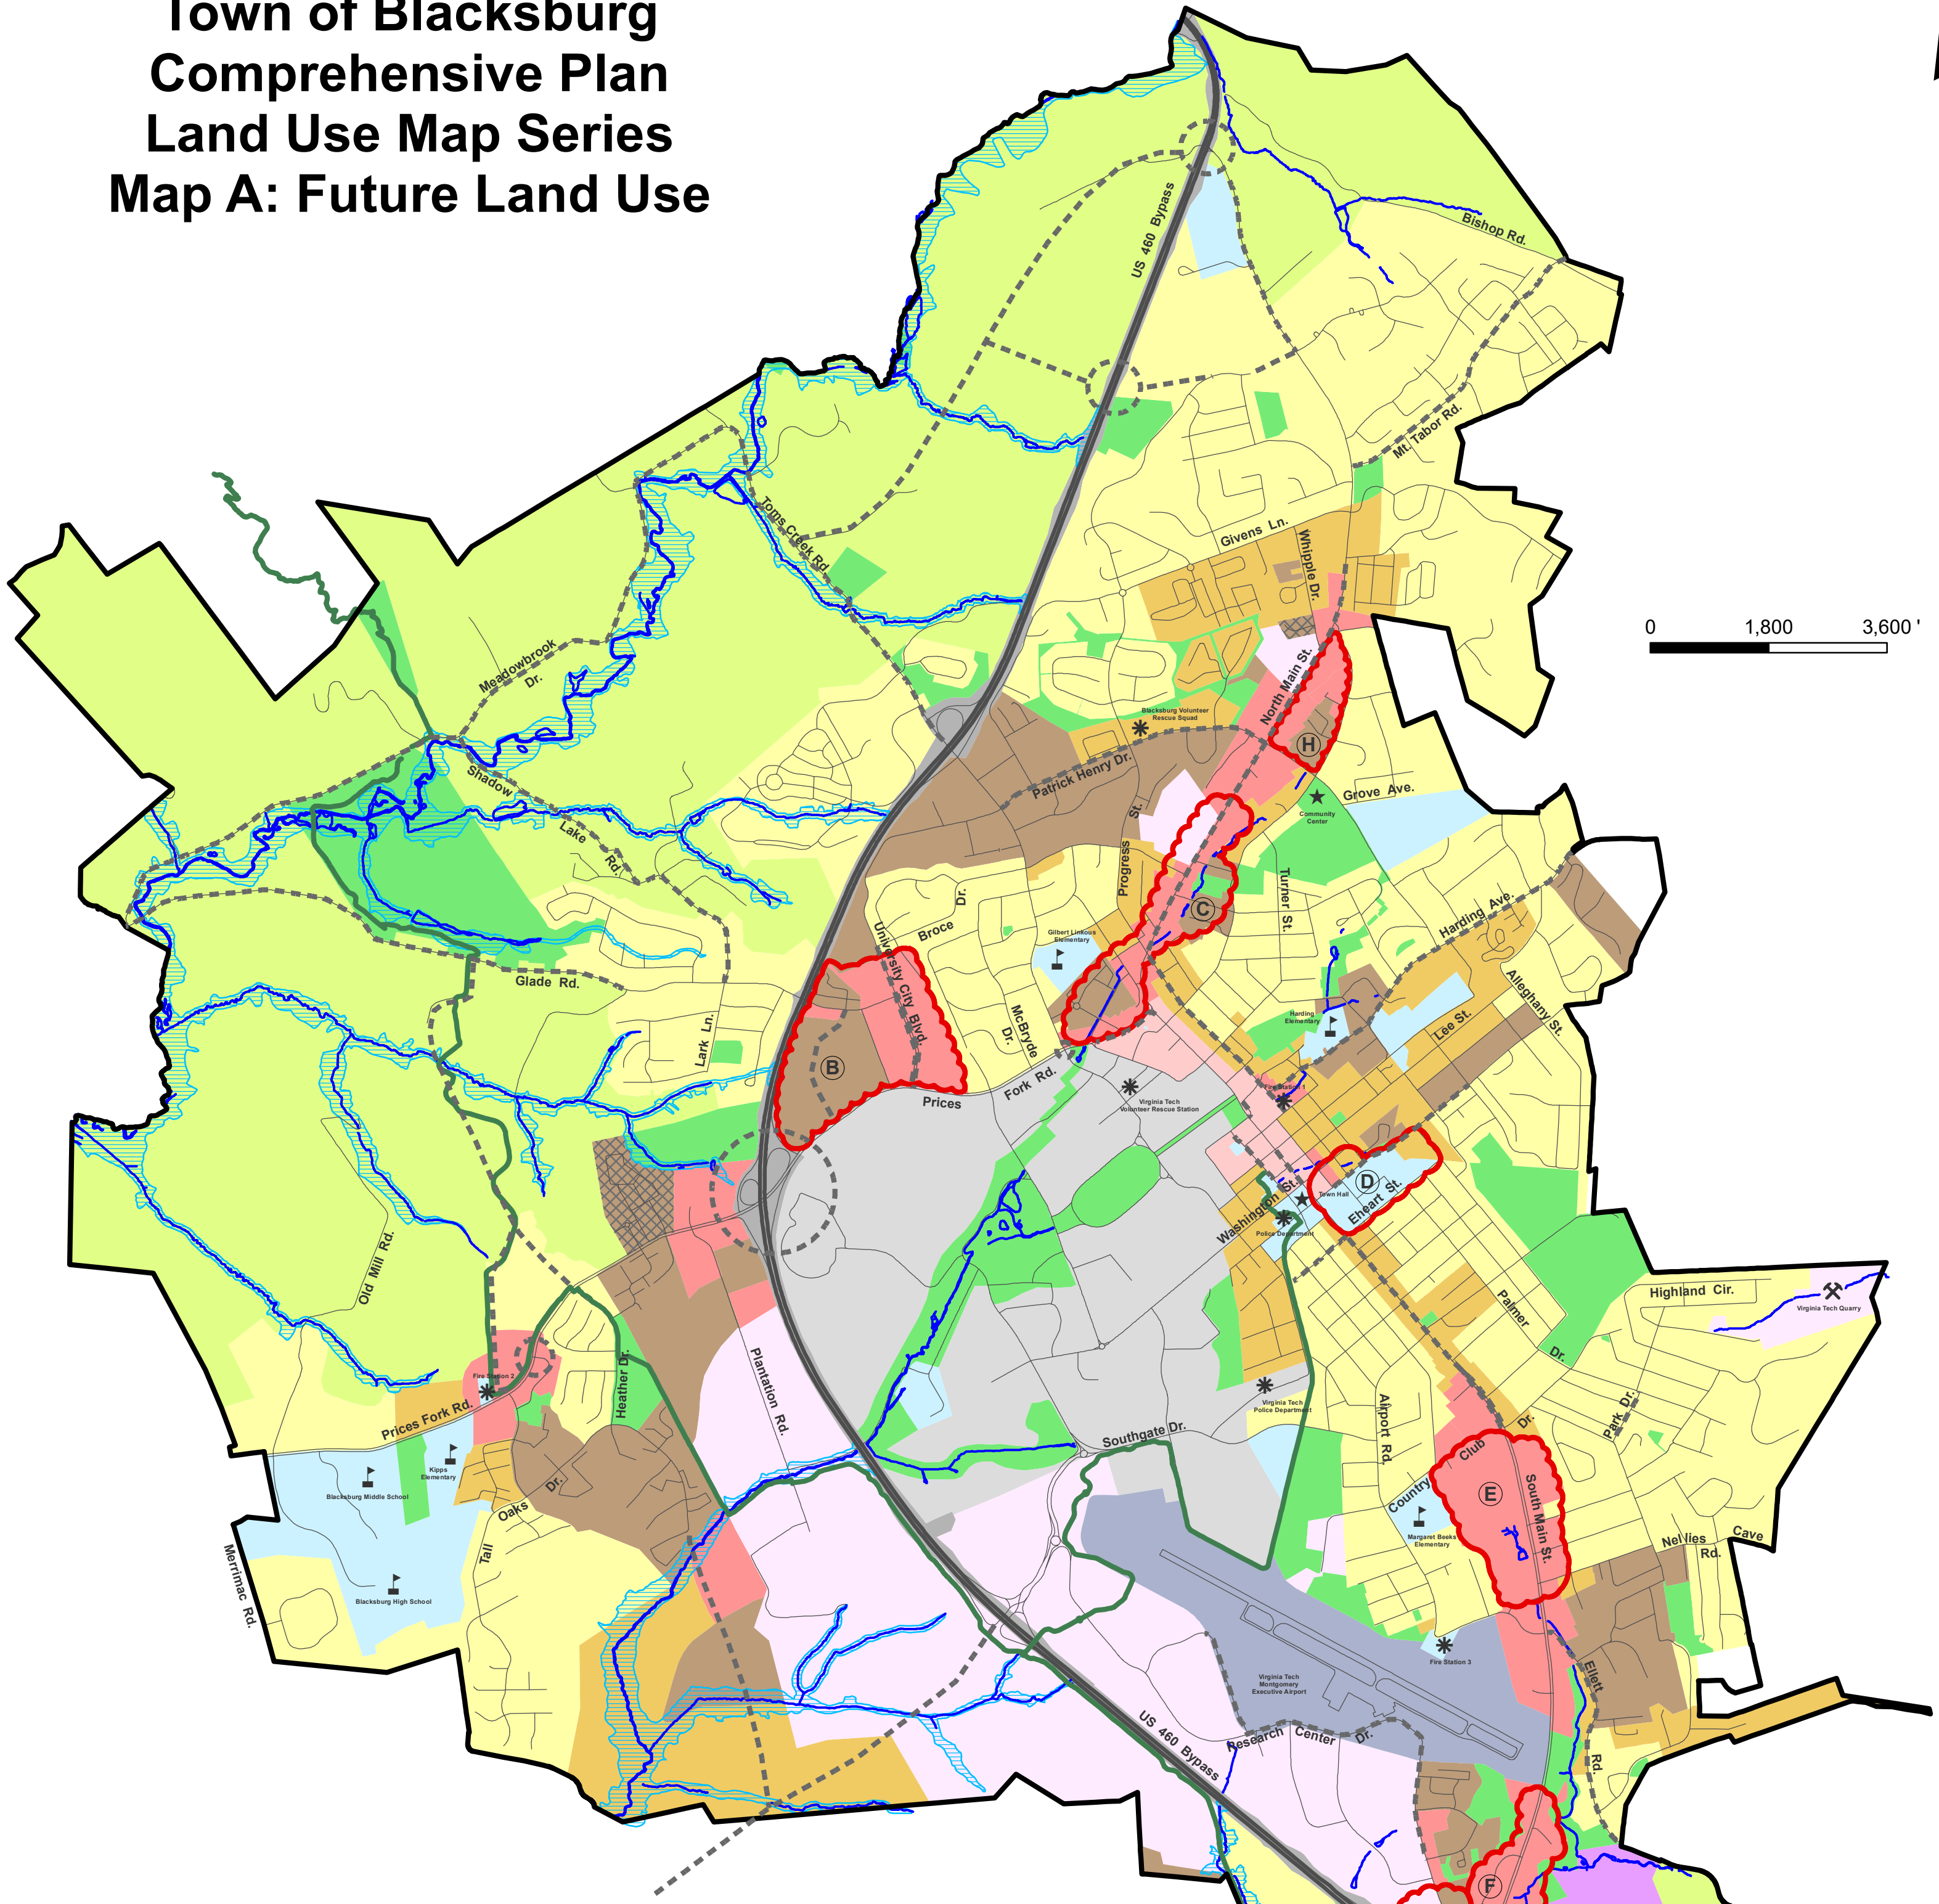 Town of Blacksburg
Comprehensive Plan
Land Use Map Series
Map A: Future Land Use
US 460 Bypass
Bishop Rd.
Mt. Tabor Rd.
0 1,800 3,600 '
Toms Creek Rd
Givens Ln.
Whipple Dr.
Meadowbrook
Dr.
North Main St.
Blacksburg Volunteer
Rescue Squad
H
Patrick Henry Dr.
Shadow
Lake
Rd.
Grove Ave.
Community
Center
Progress
St.
Turner St.
C
Harding Ave.
University City Blvd.
Broce
Dr.
Gilbert Linkous
Elementary
Glade Rd.
Alleghany St.
McBryde
Dr.
Harding
Elementary
Lee St.
Lark Ln.
B
Prices
Fork Rd.
Fire Station 1
Virginia Tech
Volunteer Rescue Station
D
Town Hall
Eheart St.
Washington St.
Police Department
Old Mill Rd.
Palmer
Dr.
Highland Cir.
Virginia Tech Quarry
Plantation Rd.
Heather Dr.
Fire Station 2
Prices Fork Rd.
Virginia Tech
Police Department
Airport Rd.
Park Dr.
Southgate Dr.
Country
Club
Dr.
E
South Main St.
Kipps
Elementary
Blacksburg Middle School
Oaks
Dr.
Tall
Margaret Beeks
Elementary
Nellies
Cave
Rd.
Merrimac Rd.
Blacksburg High School
Fire Station 3
Virginia Tech
Montgomery
Executive Airport
Ellett
Rd.
US 460 Bypass
Research Center Dr.
F